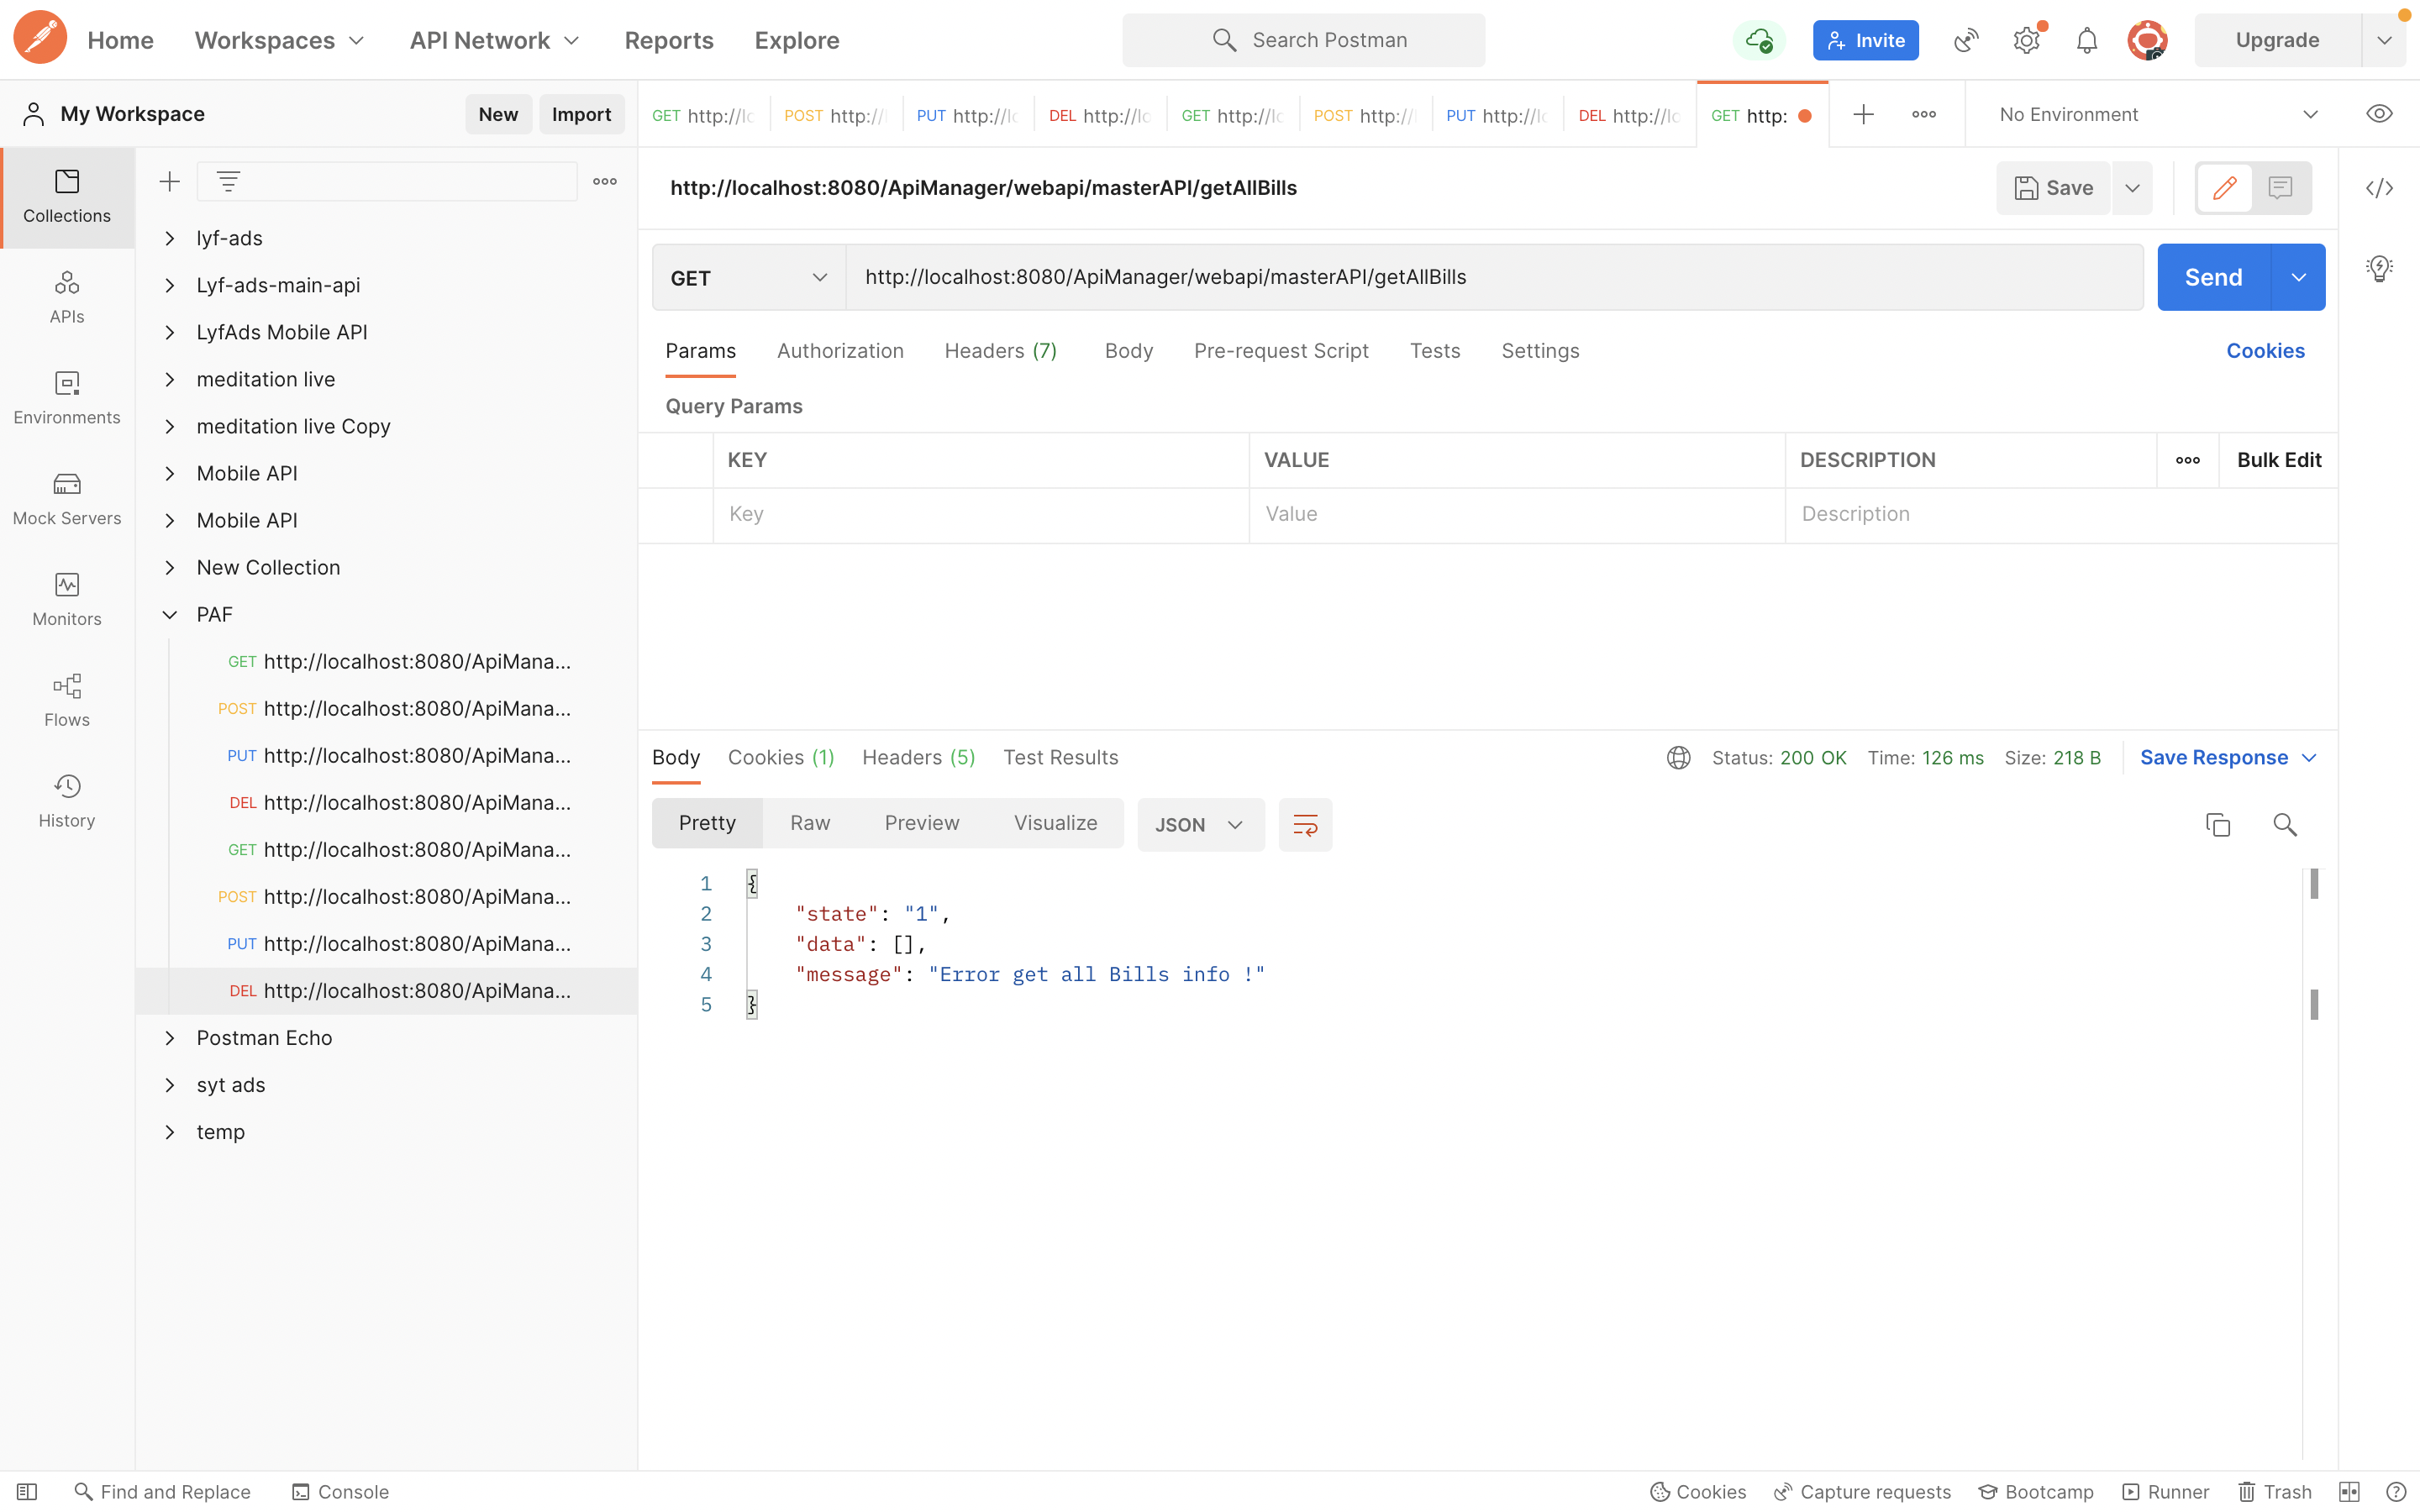 Home Workspaces API Network Reports Explore Search Postman Invite Upgrade
My Workspace New Import
GET http://lo POST http://l PUT http://lo DEL http://lo GET http://lo POST http://l PUT http://lo DEL http://lo GET http: No Environment
Collections
APIs
Environments
Mock Servers
Monitors
Flows
History
lyf-ads
Lyf-ads-main-api
LyfAds Mobile API
meditation live
meditation live Copy
Mobile API
Mobile API
New Collection
PAF
GET http://localhost:8080/ApiMana...
POST http://localhost:8080/ApiMana...
PUT http://localhost:8080/ApiMana...
DEL http://localhost:8080/ApiMana...
GET http://localhost:8080/ApiMana...
POST http://localhost:8080/ApiMana...
PUT http://localhost:8080/ApiMana...
DEL http://localhost:8080/ApiMana...
Postman Echo
syt ads
temp
http://localhost:8080/ApiManager/webapi/masterAPI/getAllBills Save
GET http://localhost:8080/ApiManager/webapi/masterAPI/getAllBills Send
Params Authorization Headers (7) Body Pre-request Script Tests Settings Cookies
Query Params
KEY VALUE DESCRIPTION Bulk Edit
Key Value Description
Body Cookies (1) Headers (5) Test Results Status: 200 OK Time: 126 ms Size: 218 B Save Response
Pretty Raw Preview Visualize JSON
1 {
2 "state": "1",
3 "data": [],
4 "message": "Error get all Bills info !"
5 }
Find and Replace Console Cookies Capture requests Bootcamp Runner Trash